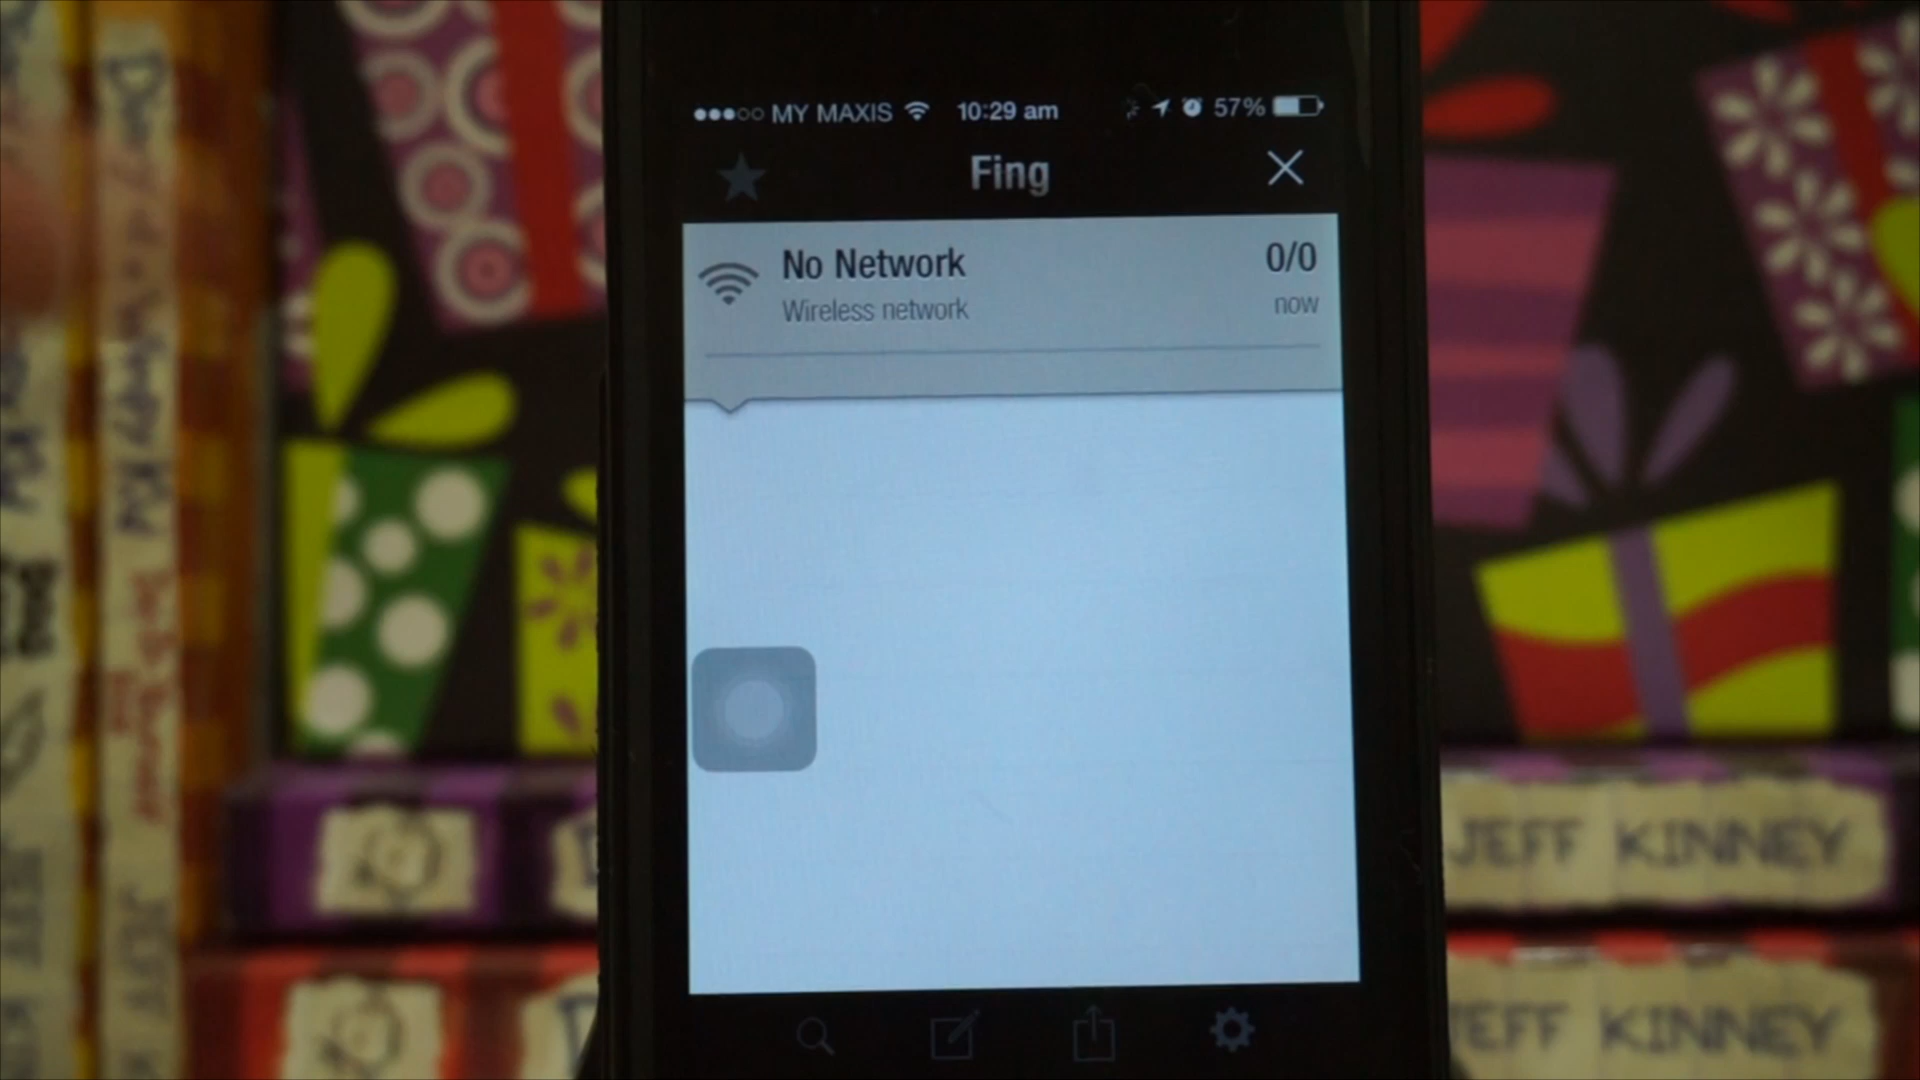 MY MAXIS 10:29 am 57%
Fing
No Network 0/0
Wireless network now
JEFF KINNEY
JEFF KINNEY